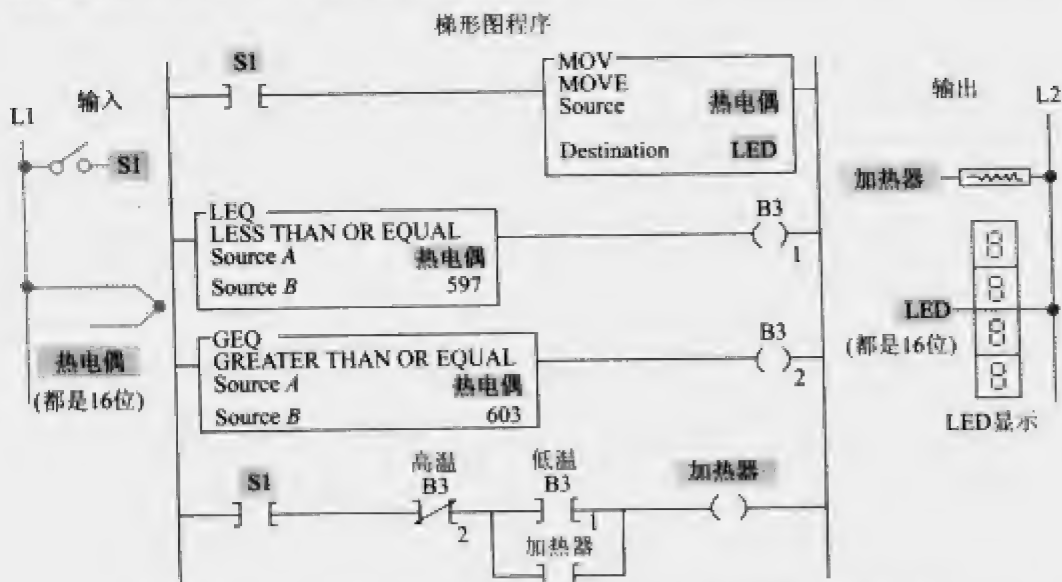 梯形图程序
输入
L1
S1
热电偶
(都是16位)
S1
MOV
MOVE
Source 热电偶
Destination LED
LEQ
LESS THAN OR EQUAL
Source A 热电偶
Source B 597
B3
1
GEQ
GREATER THAN OR EQUAL
Source A 热电偶
Source B 603
B3
2
S1
高温
B3
2
低温
B3
1
加热器
加热器
输出
L2
加热器
LED
(都是16位)
LED显示